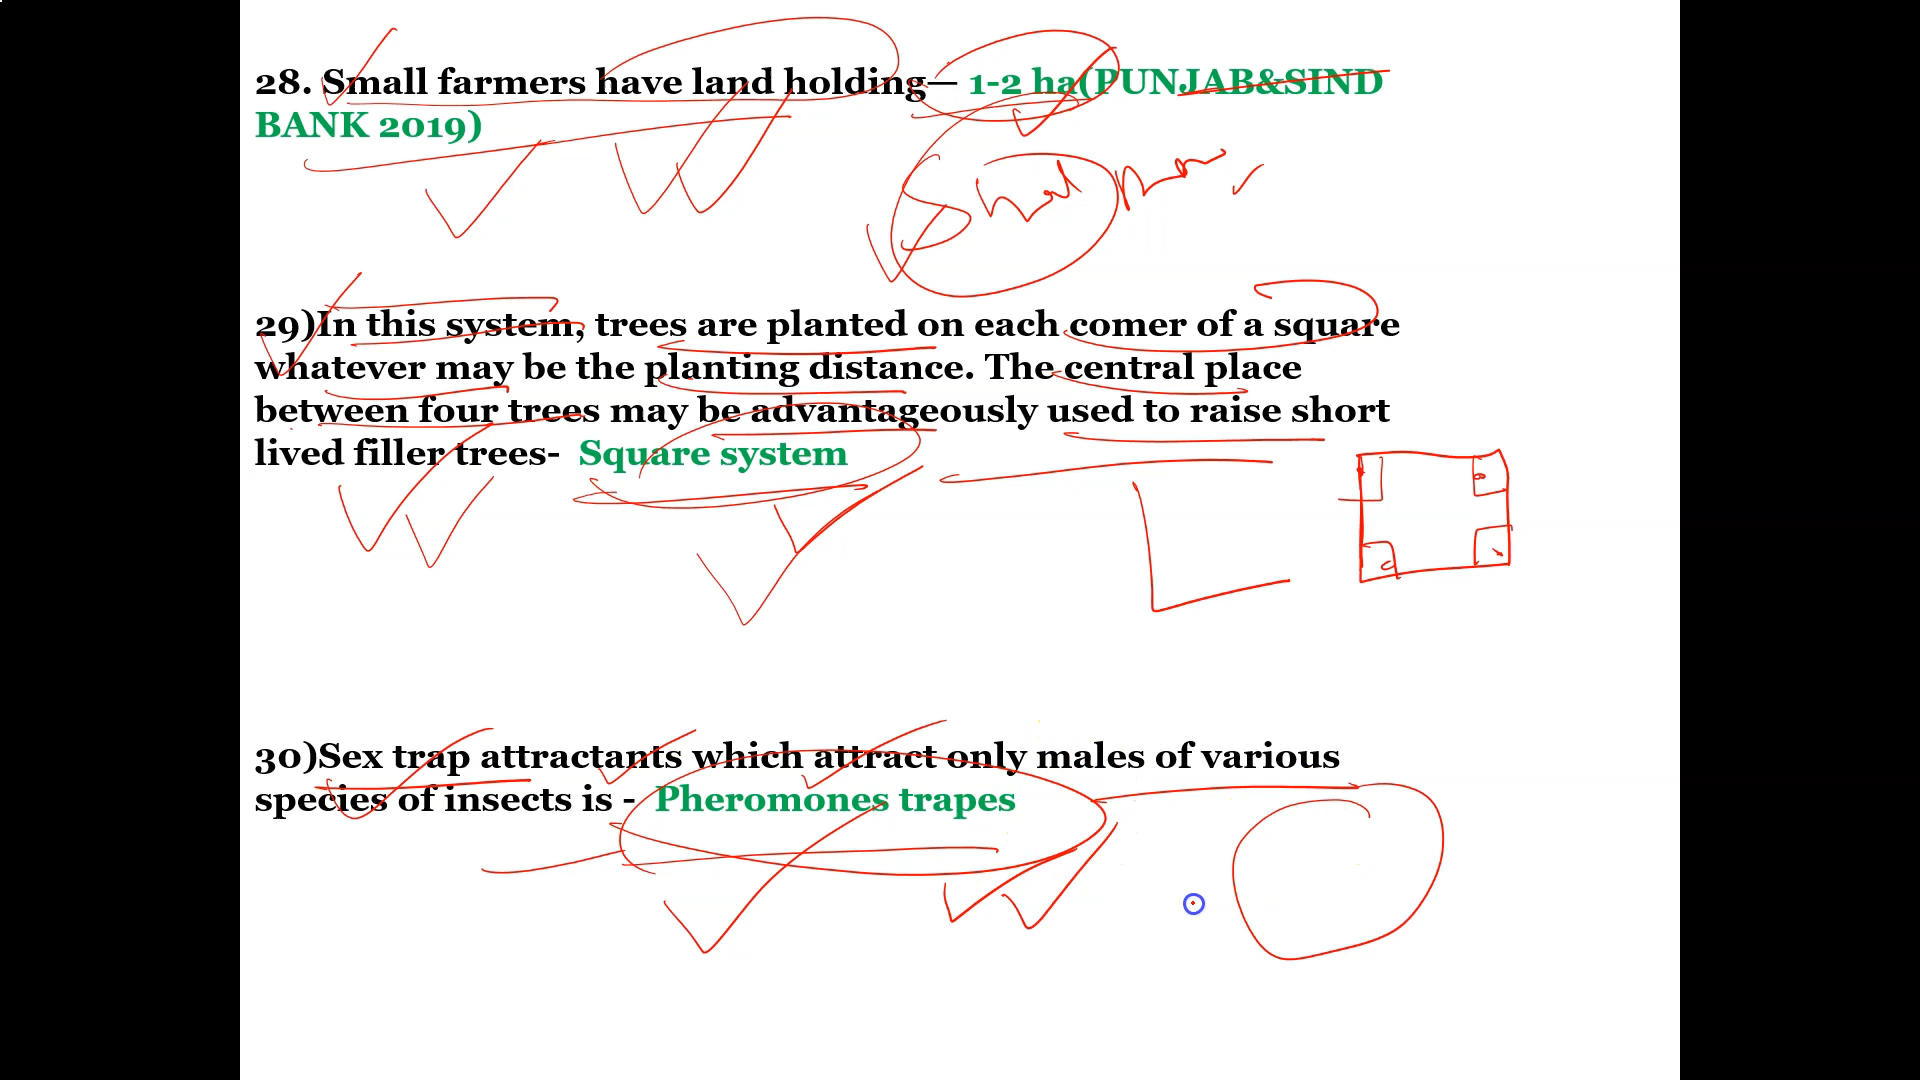 28. Small farmers have land holding— 1-2 ha(PUNJAB&SIND
BANK 2019)
29)In this system, trees are planted on each comer of a square
whatever may be the planting distance. The central place
between four trees may be advantageously used to raise short
lived filler trees- Square system
30)Sex trap attractants which attract only males of various
species of insects is - Pheromones trapes